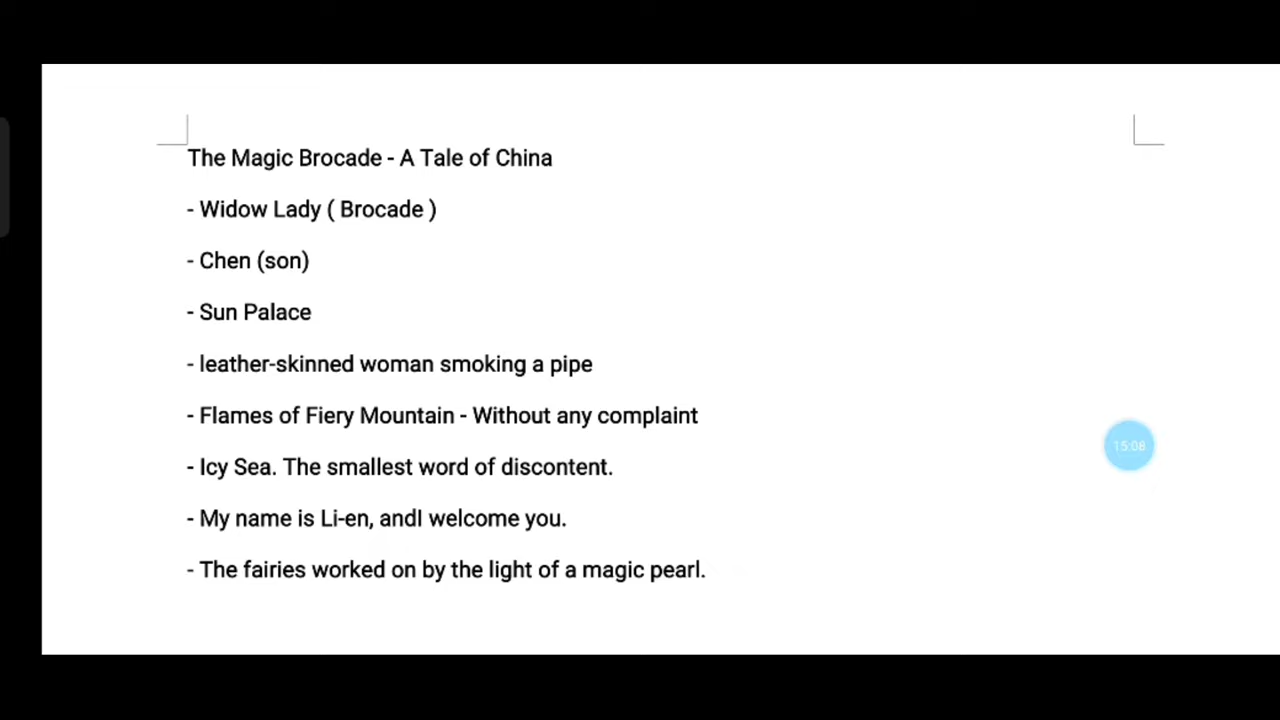 The Magic Brocade - A Tale of China
- Widow Lady ( Brocade )
- Chen (son)
- Sun Palace
- leather-skinned woman smoking a pipe
- Flames of Fiery Mountain - Without any complaint
- Icy Sea. The smallest word of discontent.
- My name is Li-en, andI welcome you.
- The fairies worked on by the light of a magic pearl.
15:08